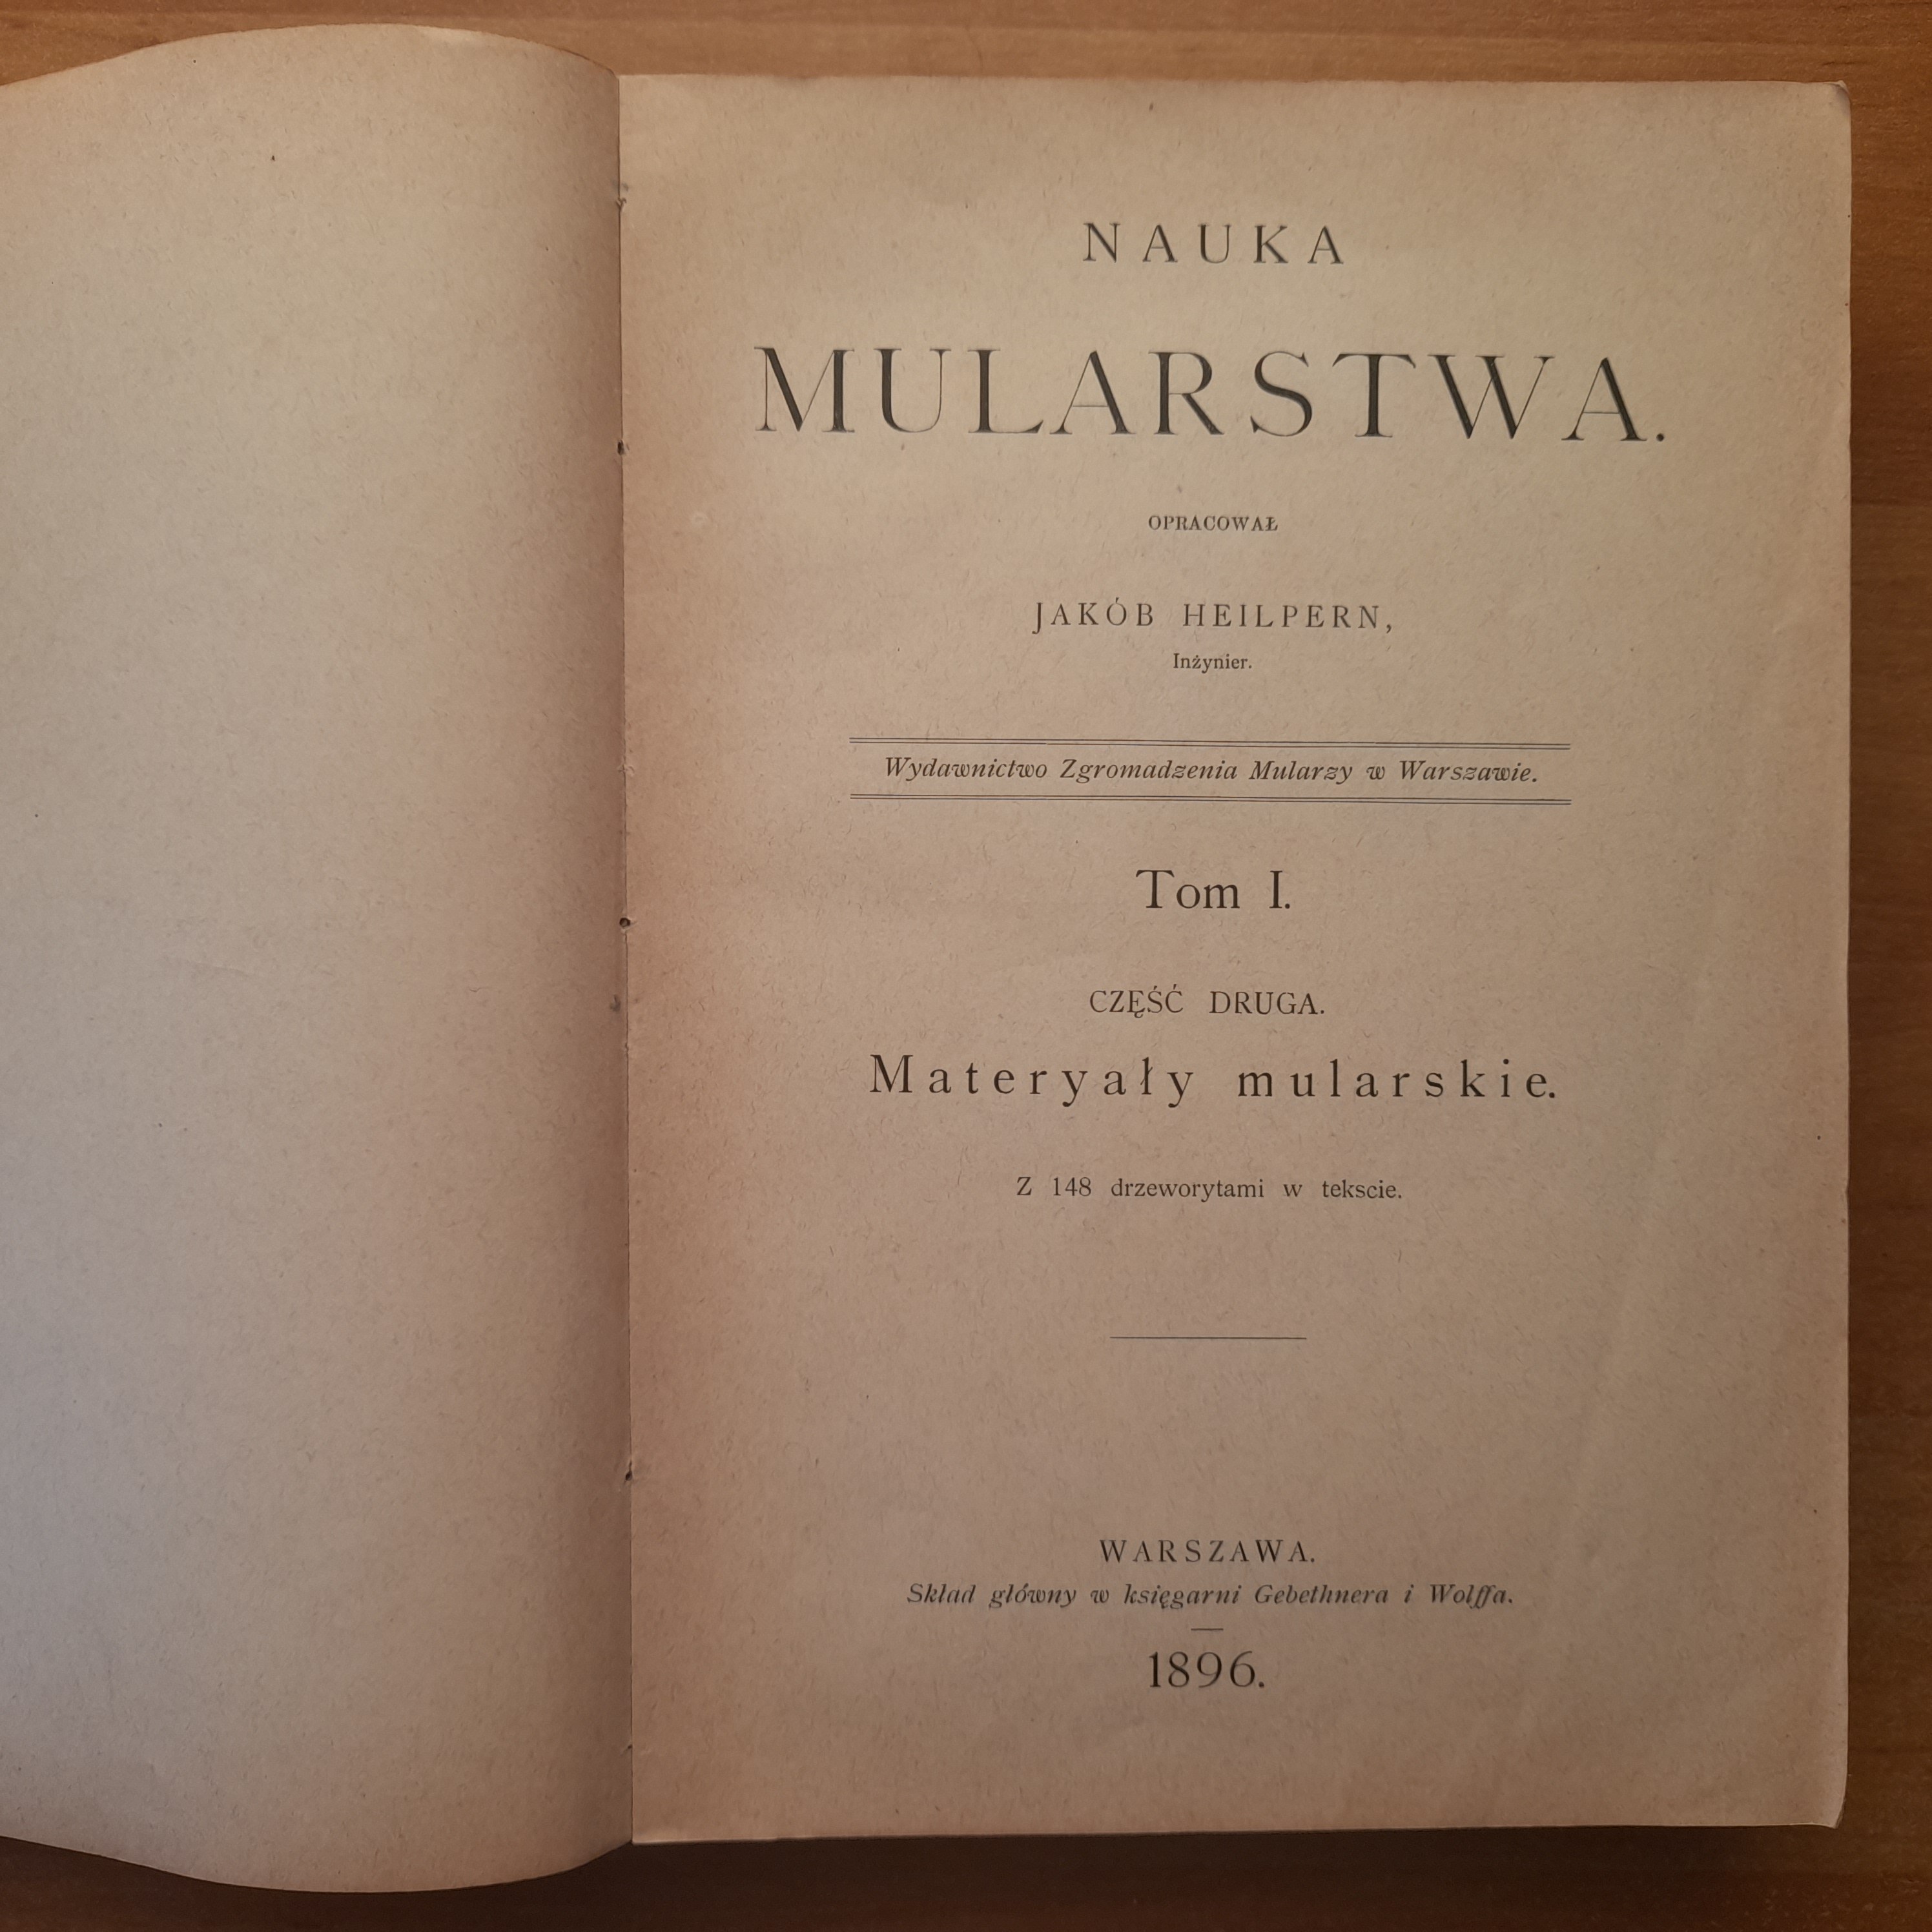 NAUKA
MULARSTWA.
OPRACOWAŁ
JAKÓB HEILPERN,
Inżynier.
Wydawnictwo Zgromadzenia Mularzy w Warszawie.
Tom I.
CZĘŚĆ DRUGA.
Materyały mularskie.
Z 148 drzeworytami w tekscie.
WARSZAWA.
Skład główny w księgarni Gebethnera i Wolffa.
1896.